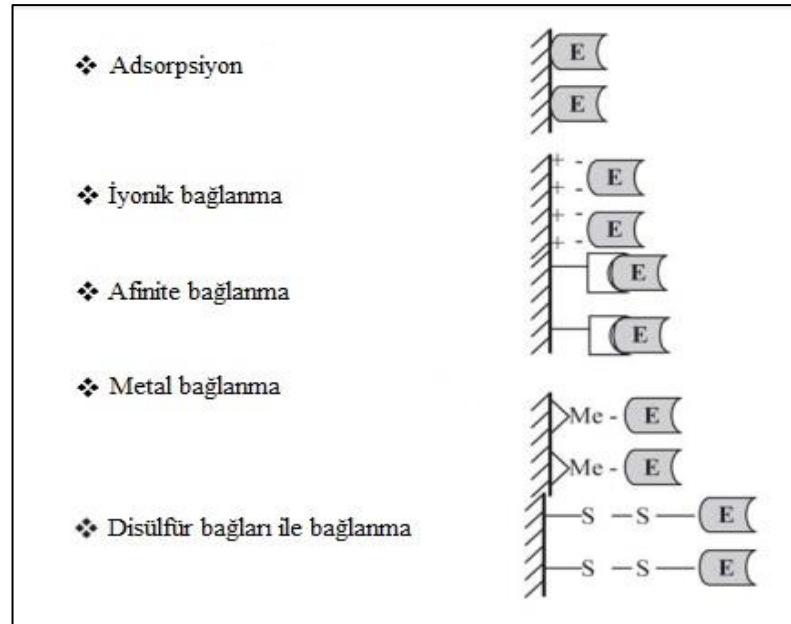 ❖ Adsorpsiyon
E
E
❖ İyonik bağlanma
+ - E
+ -
+ - E
+ -
❖ Afinite bağlanma
E
E
❖ Metal bağlanma
Me - E
Me - E
❖ Disülfür bağları ile bağlanma
S - S - E
S - S - E